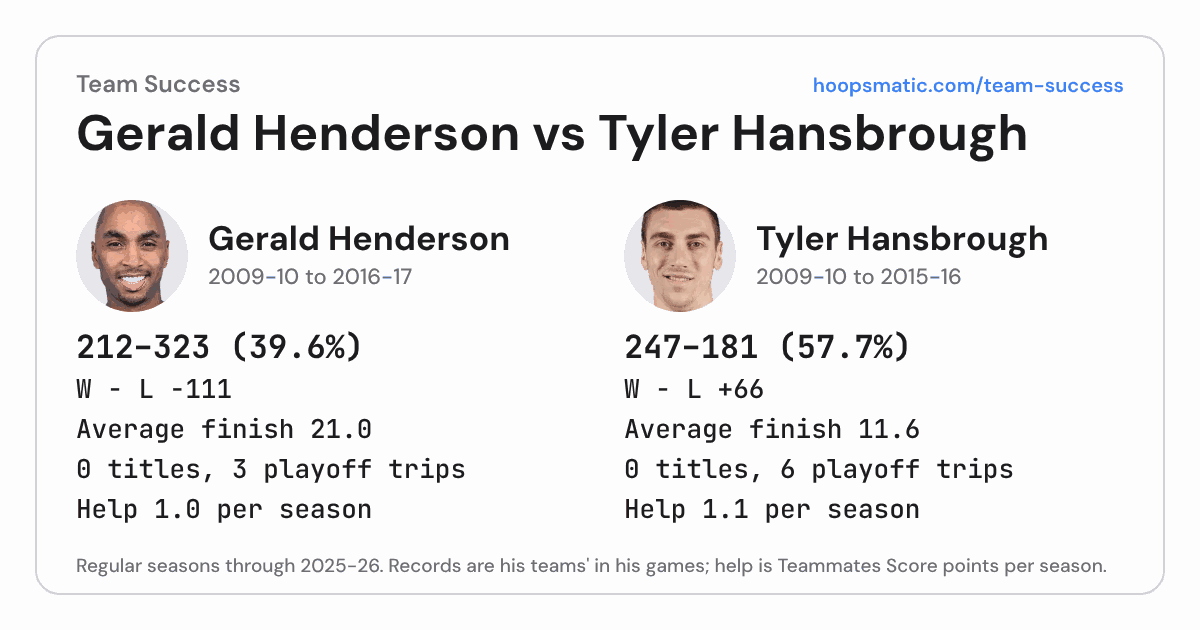 Team Success
hoopsmatic.com/team-success
Gerald Henderson vs Tyler Hansbrough
Gerald Henderson
2009-10 to 2016-17
212-323 (39.6%)
W - L -111
Average finish 21.0
0 titles, 3 playoff trips
Help 1.0 per season
Tyler Hansbrough
2009-10 to 2015-16
247-181 (57.7%)
W - L +66
Average finish 11.6
0 titles, 6 playoff trips
Help 1.1 per season
Regular seasons through 2025-26. Records are his teams' in his games; help is Teammates Score points per season.